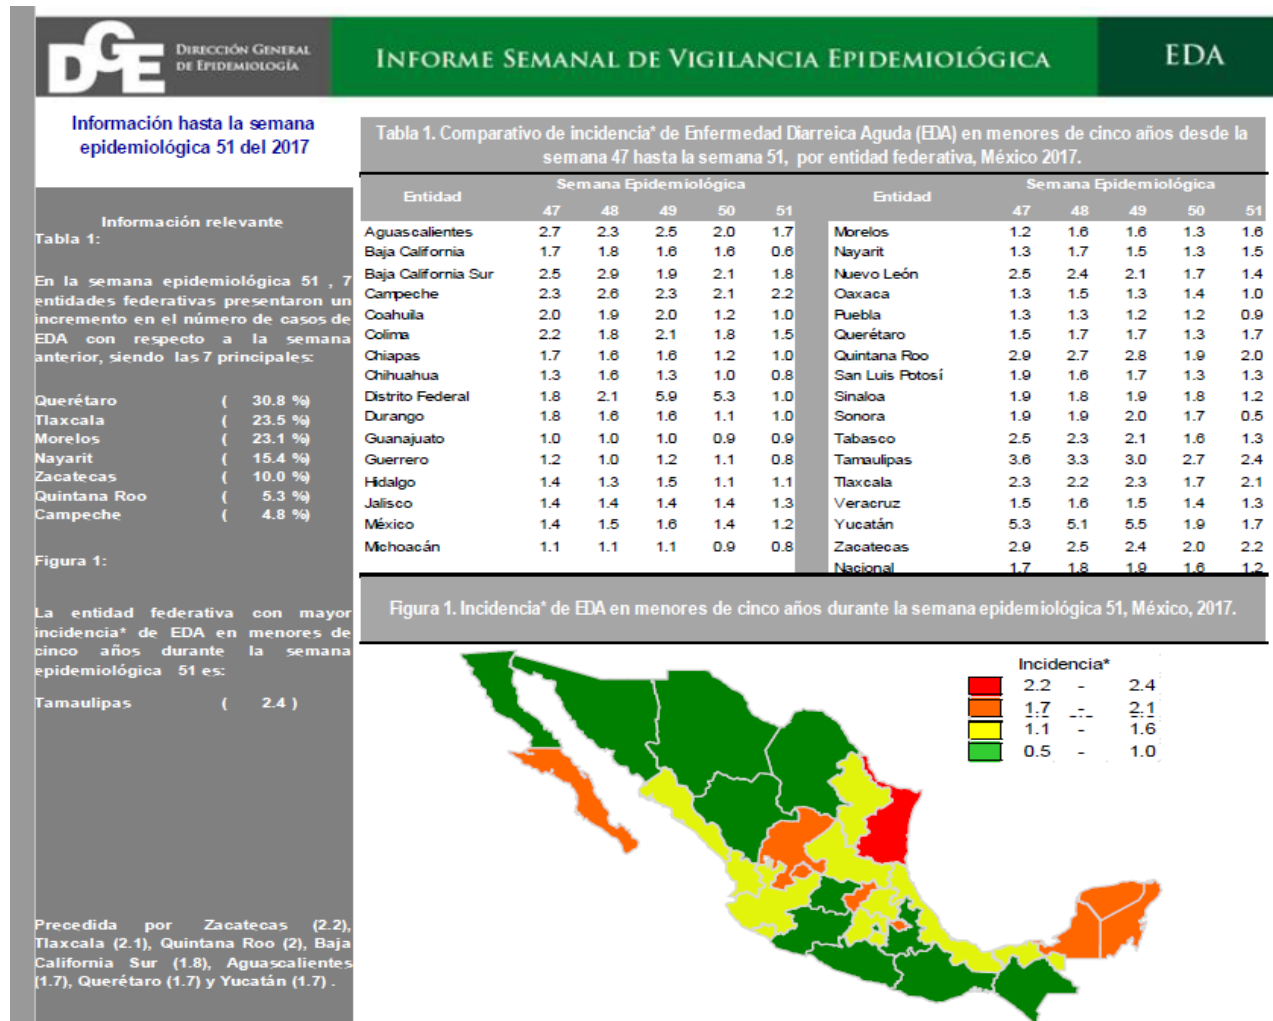 DGE
DIRECCIÓN GENERAL
DE EPIDEMIOLOGÍA
INFORME SEMANAL DE VIGILANCIA EPIDEMIOLÓGICA
EDA
Información hasta la semana
epidemiológica 51 del 2017
Información relevante
Tabla 1:
En la semana epidemiológica 51 , 7
entidades federativas presentaron un
incremento en el número de casos de
EDA con respecto a la semana
anterior, siendo las 7 principales:
Querétaro ( 30.8 %)
Tlaxcala ( 23.5 %)
Morelos ( 23.1 %)
Nayarit ( 15.4 %)
Zacatecas ( 10.0 %)
Quintana Roo ( 5.3 %)
Campeche ( 4.8 %)
Figura 1:
La entidad federativa con mayor
incidencia* de EDA en menores de
cinco años durante la semana
epidemiológica 51 es:
Tamaulipas ( 2.4 )
Precedida por Zacatecas (2.2),
Tlaxcala (2.1), Quintana Roo (2), Baja
California Sur (1.8), Aguascalientes
(1.7), Querétaro (1.7) y Yucatán (1.7) .
Tabla 1. Comparativo de incidencia* de Enfermedad Diarreica Aguda (EDA) en menores de cinco años desde la
semana 47 hasta la semana 51, por entidad federativa, México 2017.
Entidad Semana Epidemiológica
47 48 49 50 51
Aguascalientes 2.7 2.3 2.5 2.0 1.7
Baja California 1.7 1.8 1.6 1.6 0.6
Baja California Sur 2.5 2.9 1.9 2.1 1.8
Campeche 2.3 2.6 2.3 2.1 2.2
Coahuila 2.0 1.9 2.0 1.2 1.0
Colima 2.2 1.8 2.1 1.8 1.5
Chiapas 1.7 1.6 1.6 1.2 1.0
Chihuahua 1.3 1.6 1.3 1.0 0.8
Distrito Federal 1.8 2.1 5.9 5.3 1.0
Durango 1.8 1.6 1.6 1.1 1.0
Guanajuato 1.0 1.0 1.0 0.9 0.9
Guerrero 1.2 1.0 1.2 1.1 0.8
Hidalgo 1.4 1.3 1.5 1.1 1.1
Jalisco 1.4 1.4 1.4 1.4 1.3
México 1.4 1.5 1.6 1.4 1.2
Michoacán 1.1 1.1 1.1 0.9 0.8
Entidad Semana Epidemiológica
47 48 49 50 51
Morelos 1.2 1.6 1.6 1.3 1.6
Nayarit 1.3 1.7 1.5 1.3 1.5
Nuevo León 2.5 2.4 2.1 1.7 1.4
Oaxaca 1.3 1.5 1.3 1.4 1.0
Puebla 1.3 1.3 1.2 1.2 0.9
Querétaro 1.5 1.7 1.7 1.3 1.7
Quintana Roo 2.9 2.7 2.8 1.9 2.0
San Luis Potosí 1.9 1.6 1.7 1.3 1.3
Sinaloa 1.9 1.8 1.9 1.8 1.2
Sonora 1.9 1.9 2.0 1.7 0.5
Tabasco 2.5 2.3 2.1 1.6 1.3
Tamaulipas 3.6 3.3 3.0 2.7 2.4
Tlaxcala 2.3 2.2 2.3 1.7 2.1
Veracruz 1.5 1.6 1.5 1.4 1.3
Yucatán 5.3 5.1 5.5 1.9 1.7
Zacatecas 2.9 2.5 2.4 2.0 2.2
Nacional 1.7 1.8 1.9 1.6 1.2
Figura 1. Incidencia* de EDA en menores de cinco años durante la semana epidemiológica 51, México, 2017.
Incidencia*
2.2 - 2.4
1.7 - 2.1
1.1 - 1.6
0.5 - 1.0